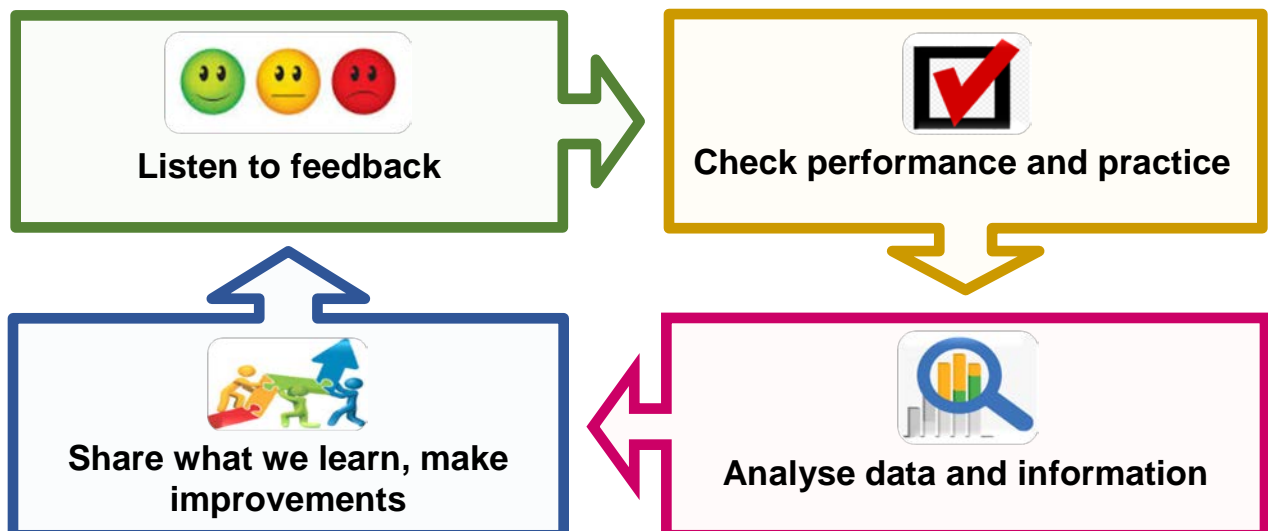 Listen to feedback
Check performance and practice
Analyse data and information
Share what we learn, make
improvements